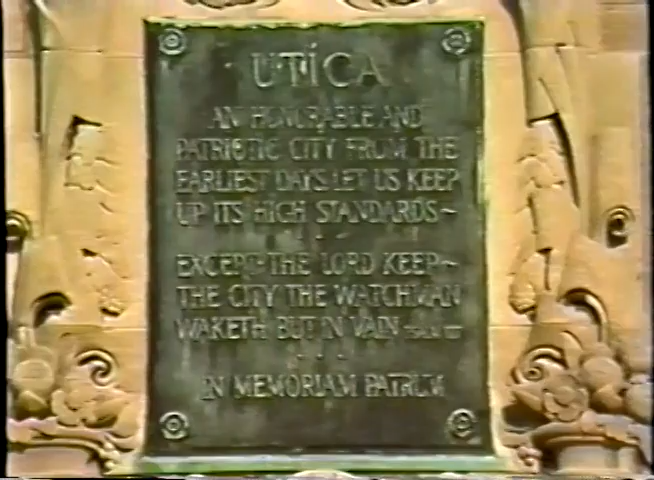 UTICA
AN HONORABLE AND
PATRIOTIC CITY FROM THE
EARLIEST DAYS. LET US KEEP
UP ITS HIGH STANDARDS~
EXCEPT THE LORD KEEP~
THE CITY THE WATCHMAN
WAKETH BUT IN VAIN
IN MEMORIAM PATRUM